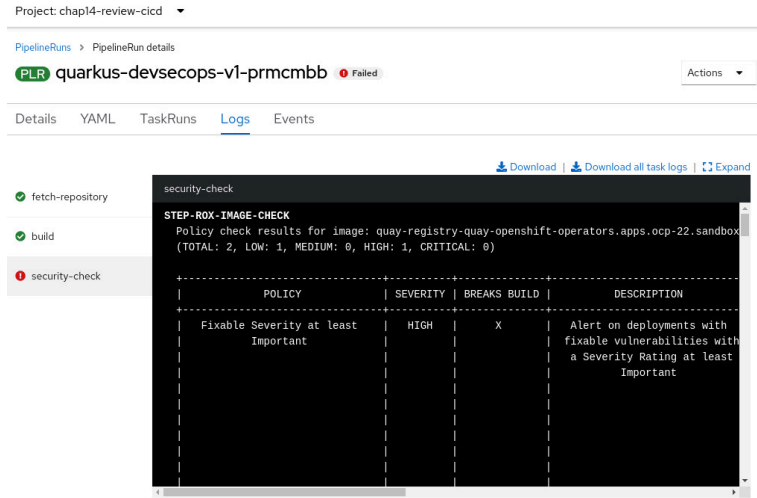 Project: chap14-review-cicd
PipelineRuns > PipelineRun details
PLR quarkus-devsecops-v1-prmcmbb Failed
Actions
Details YAML TaskRuns Logs Events
Download | Download all task logs | Expand
fetch-repository
build
security-check
security-check
STEP-ROX-IMAGE-CHECK
Policy check results for image: quay-registry-quay-openshift-operators.apps.ocp-22.sandbox
(TOTAL: 2, LOW: 1, MEDIUM: 0, HIGH: 1, CRITICAL: 0)
+--------------------------------+----------+--------------+------------------------------
| POLICY | SEVERITY | BREAKS BUILD | DESCRIPTION
+--------------------------------+----------+--------------+------------------------------
| Fixable Severity at least | HIGH | X | Alert on deployments with
| Important | | | fixable vulnerabilities with
| | | | a Severity Rating at least
| | | | Important